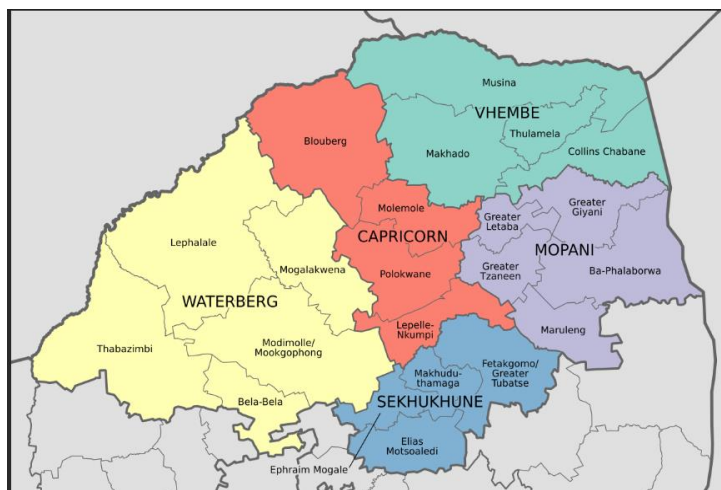 Musina
VHEMBE
Thulamela
Blouberg
Makhado
Collins Chabane
Molemole
Greater
Letaba
Greater
Giyani
CAPRICORN
MOPANI
Lephalale
Mogalakwena
Polokwane
Greater
Tzaneen
Ba-Phalaborwa
WATERBERG
Lepelle-
Nkumpi
Maruleng
Thabazimbi
Modimolle/
Mookgophong
Makhudu-
thamaga
Fetakgomo/
Greater
Tubatse
Bela-Bela
SEKHUKHUNE
Elias
Motsoaledi
Ephraim Mogale